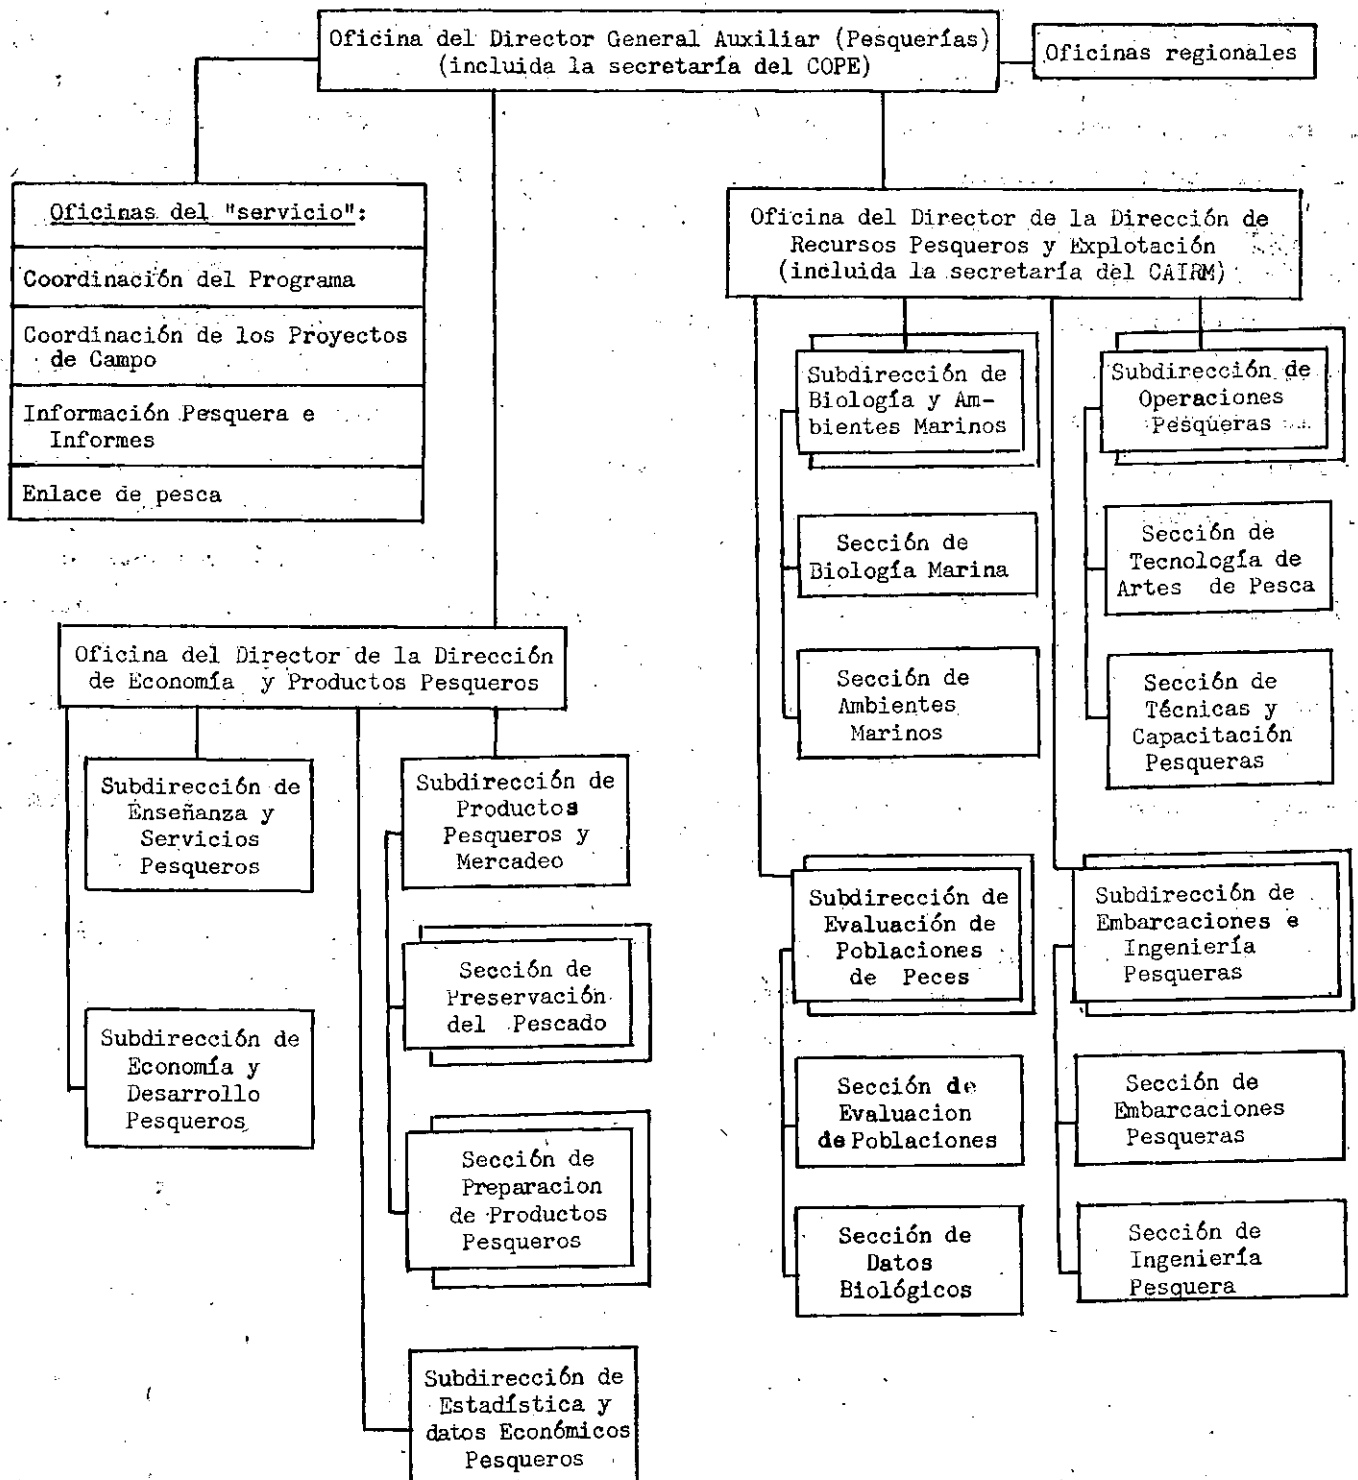 Oficina del Director General Auxiliar (Pesquerías)
(incluida la secretaría del COPE)
Oficinas regionales
Oficinas del "servicio":
Coordinación del Programa
Coordinación de los Proyectos
de Campo
Información Pesquera e
Informes
Enlace de pesca
Oficina del Director de la Dirección de
Recursos Pesqueros y Explotación
(incluida la secretaría del CAIRM)
Subdirección de
Biología y Am-
bientes Marinos
Subdirección de
Operaciones
Pesqueras
Sección de
Biología Marina
Sección de
Tecnología de
Artes de Pesca
Sección de
Ambientes
Marinos
Sección de
Técnicas y
Capacitación
Pesqueras
Oficina del Director de la Dirección
de Economía y Productos Pesqueros
Subdirección de
Enseñanza y
Servicios
Pesqueros
Subdirección de
Productos
Pesqueros y
Mercadeo
Sección de
Preservación
del Pescado
Subdirección de
Economía y
Desarrollo
Pesqueros
Sección de
Preparacion
de Productos
Pesqueros
Subdirección de
Estadística y
datos Económicos
Pesqueros
Subdirección de
Evaluación de
Poblaciones
de Peces
Subdirección de
Embarcaciones e
Ingeniería
Pesqueras
Sección de
Evaluacion
de Poblaciones
Sección de
Embarcaciones
Pesqueras
Sección de
Datos
Biológicos
Sección de
Ingeniería
Pesquera